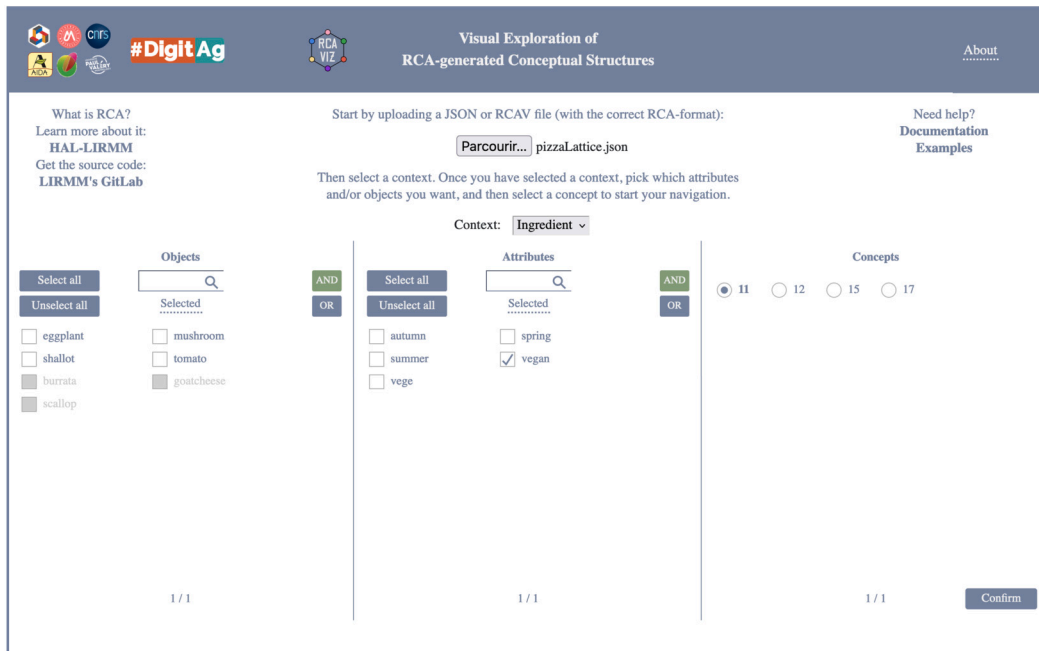 cnrs
AIDA
PAUL
VALÉRY
#DigitAg
RCA
VIZ
Visual Exploration of
RCA-generated Conceptual Structures
About
What is RCA?
Learn more about it:
HAL-LIRMM
Get the source code:
LIRMM's GitLab
Start by uploading a JSON or RCAV file (with the correct RCA-format):
Parcourir... pizzaLattice.json
Then select a context. Once you have selected a context, pick which attributes
and/or objects you want, and then select a concept to start your navigation.
Context: Ingredient
Need help?
Documentation
Examples
Objects
Select all AND
Unselect all Selected OR
eggplant mushroom
shallot tomato
burrata goatcheese
scallop
1 / 1
Attributes
Select all AND
Unselect all Selected OR
autumn spring
summer vegan
vege
1 / 1
Concepts
11 12 15 17
1 / 1 Confirm